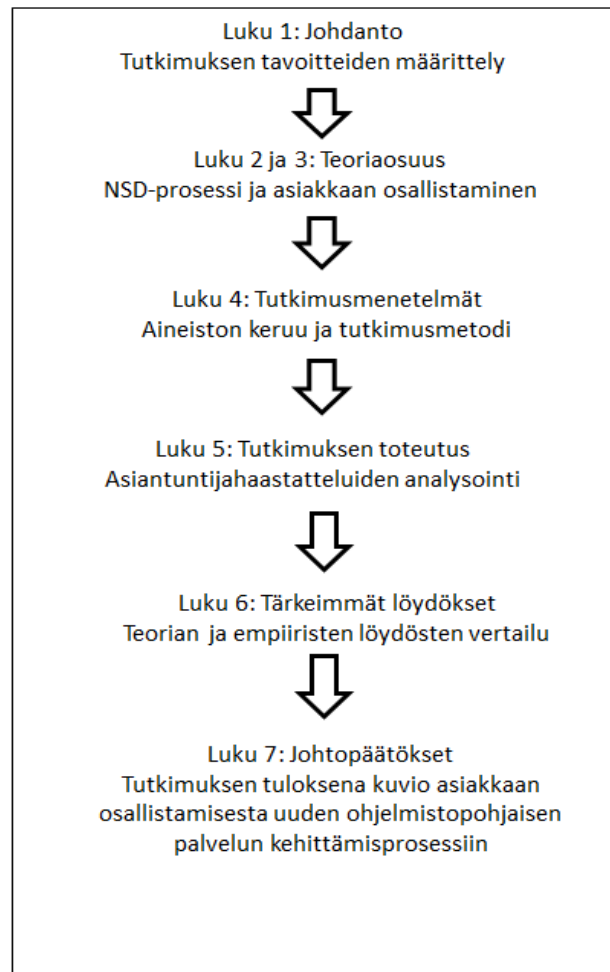 Luku 1: Johdanto
Tutkimuksen tavoitteiden määrittely
Luku 2 ja 3: Teoriaosuus
NSD-prosessi ja asiakkaan osallistaminen
Luku 4: Tutkimusmenetelmät
Aineiston keruu ja tutkimusmetodi
Luku 5: Tutkimuksen toteutus
Asiantuntijahaastatteluiden analysointi
Luku 6: Tärkeimmät löydökset
Teorian ja empiiristen löydösten vertailu
Luku 7: Johtopäätökset
Tutkimuksen tuloksena kuvio asiakkaan
osallistamisesta uuden ohjelmistopohjaisen
palvelun kehittämisprosessiin